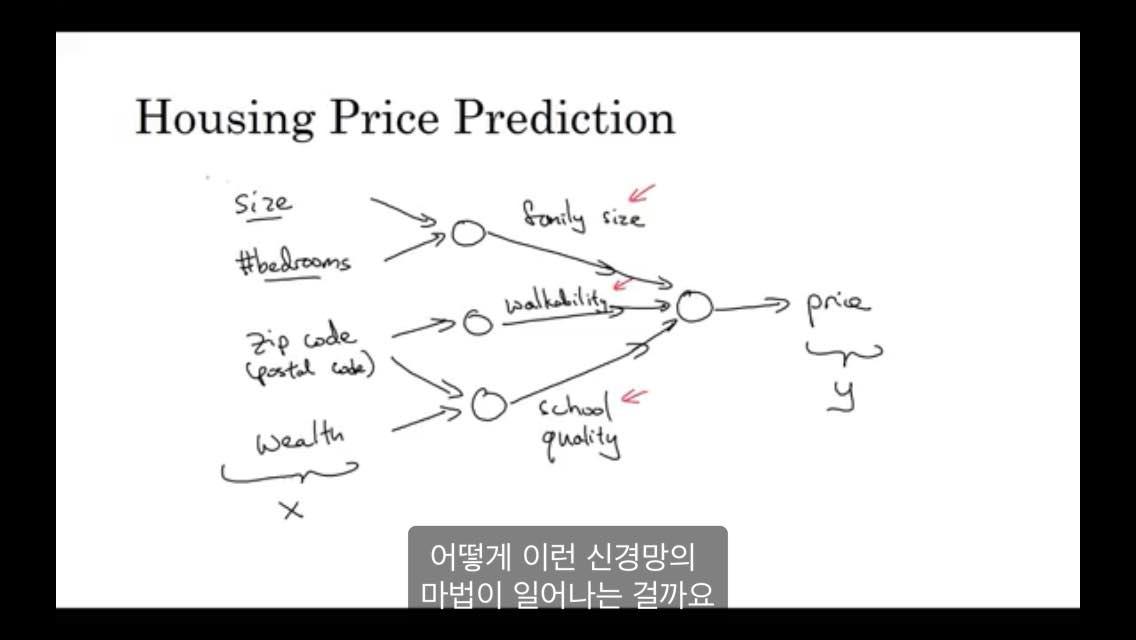 Housing Price Prediction
size
family size
#bedrooms
walkability
price
zip code
(postal code)
y
school
quality
wealth
x
어떻게 이런 신경망의
마법이 일어나는 걸까요